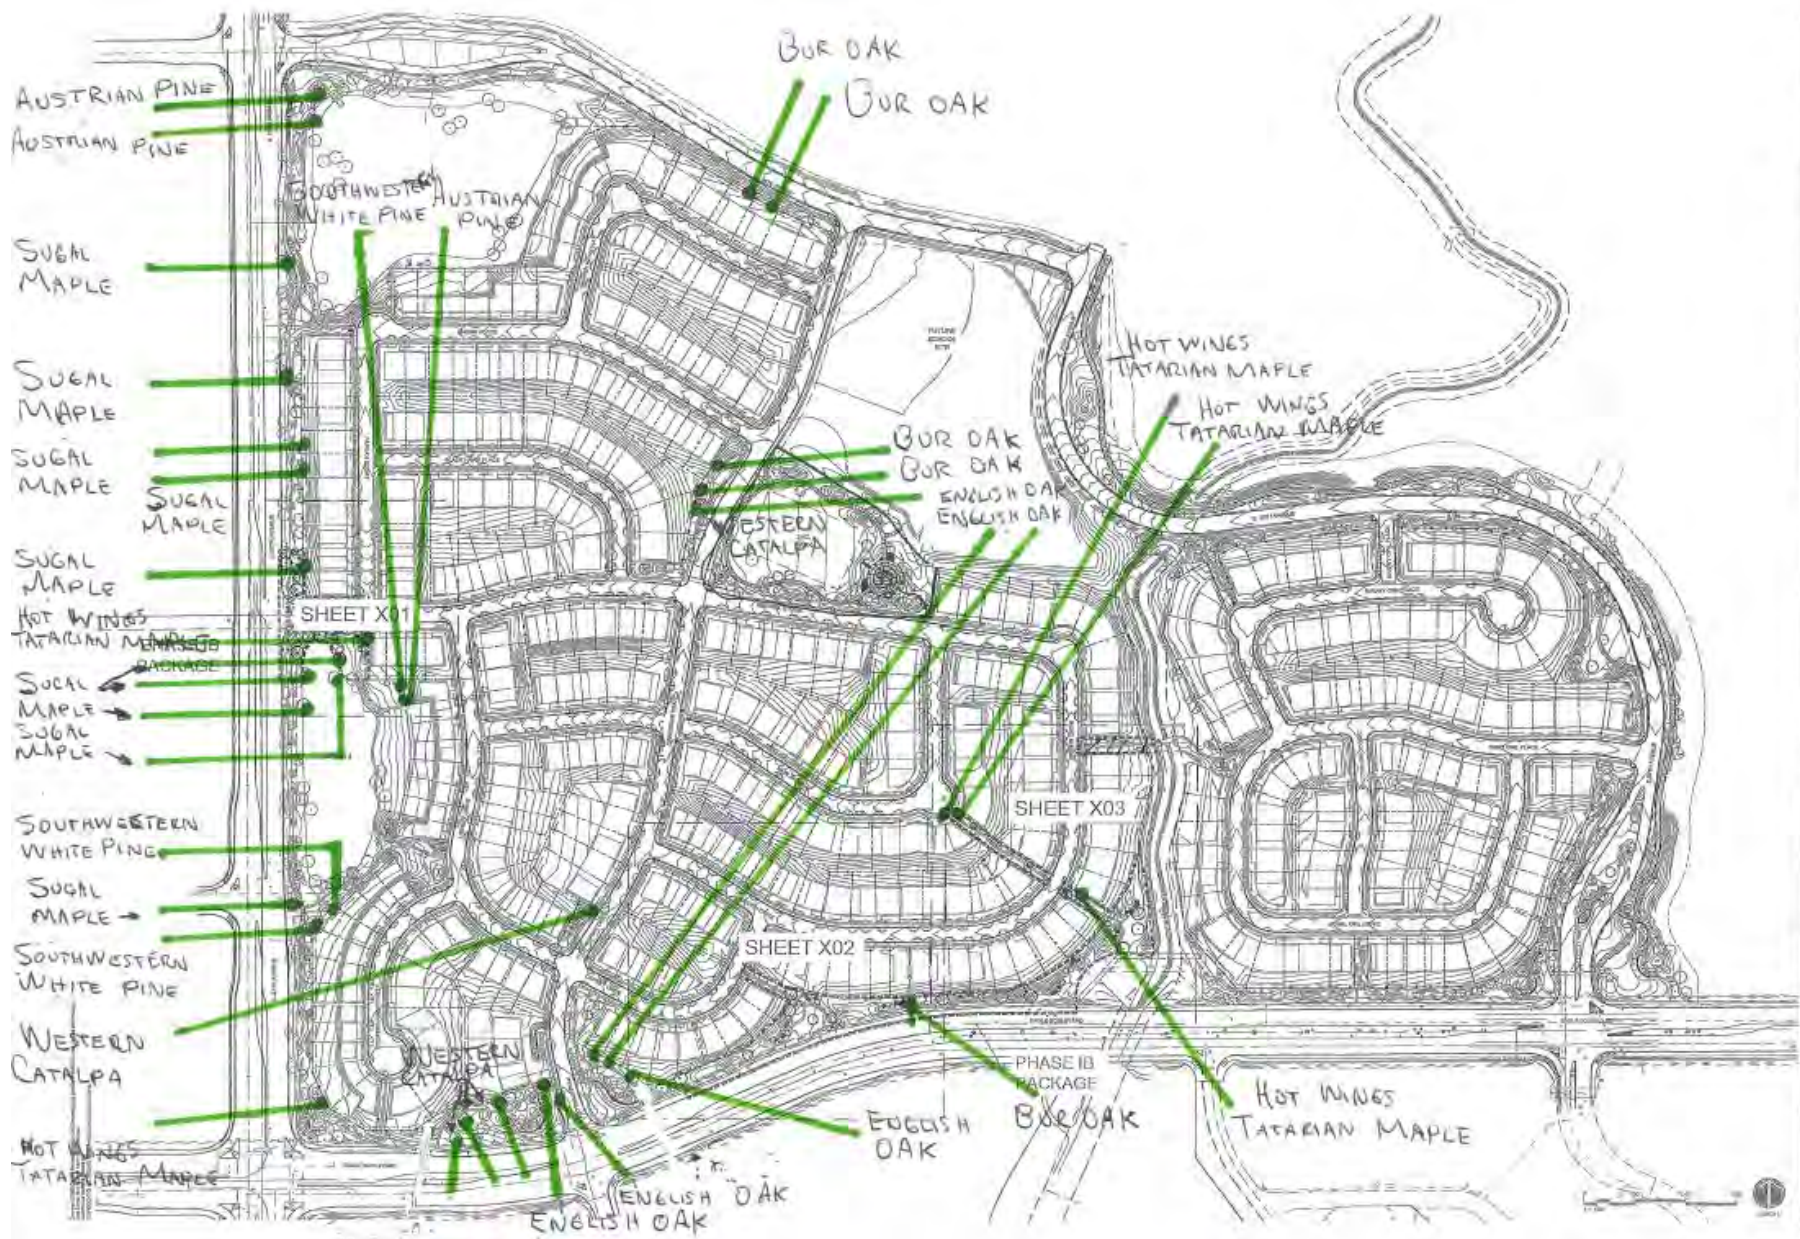 BUR OAK
BUR OAK
AUSTRIAN PINE
AUSTRIAN PINE
SOUTHWESTERN
WHITE PINE
AUSTRIAN
PINE
SUGAL
MAPLE
HOT WINGS
TATARIAN MAPLE
SUGAL
MAPLE
HOT WINGS
TATARIAN MAPLE
BUR OAK
BUR OAK
ENGLISH OAK
ENGLISH OAK
SUGAL
MAPLE
SUGAL
MAPLE
WESTERN
CATALPA
SUGAL
MAPLE
SHEET X01
HOT WINGS
TATARIAN MAPLE
PACKAGE
SUGAL
MAPLE
SUGAL
MAPLE
SHEET X03
SOUTHWESTERN
WHITE PINE
SUGAL
MAPLE
SHEET X02
SOUTHWESTERN
WHITE PINE
WESTERN
CATALPA
WESTERN
CATALPA
PHASE IB
PACKAGE
BUR OAK
HOT WINGS
TATARIAN MAPLE
ENGLISH
OAK
HOT WINGS
TATARIAN MAPLE
ENGLISH OAK
ENGLISH OAK